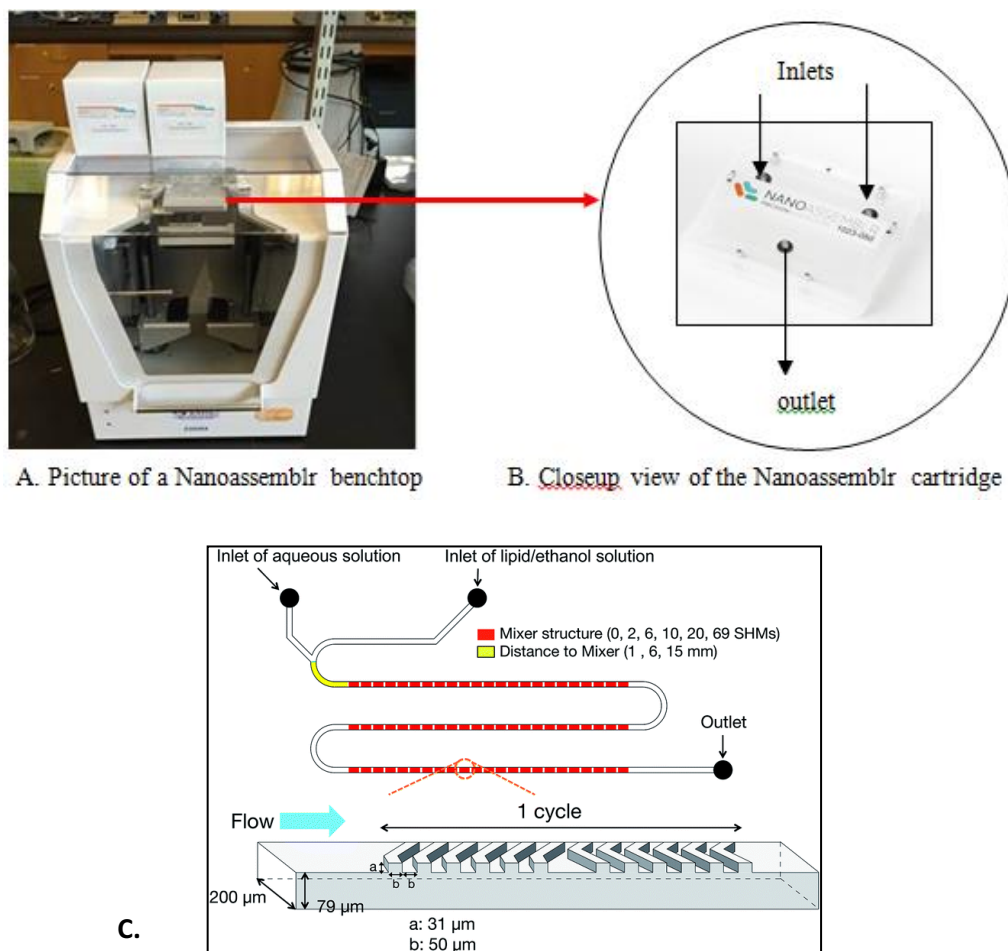 Inlets
NANOASSEMBLR
outlet
A. Picture of a Nanoassemblr benchtop
B. Closeup view of the Nanoassemblr cartridge
Inlet of aqueous solution
Inlet of lipid/ethanol solution
Mixer structure (0, 2, 6, 10, 20, 69 SHMs)
Distance to Mixer (1 , 6, 15 mm)
Outlet
1 cycle
Flow
a
b b
200 µm
79 µm
a: 31 µm
b: 50 µm
C.